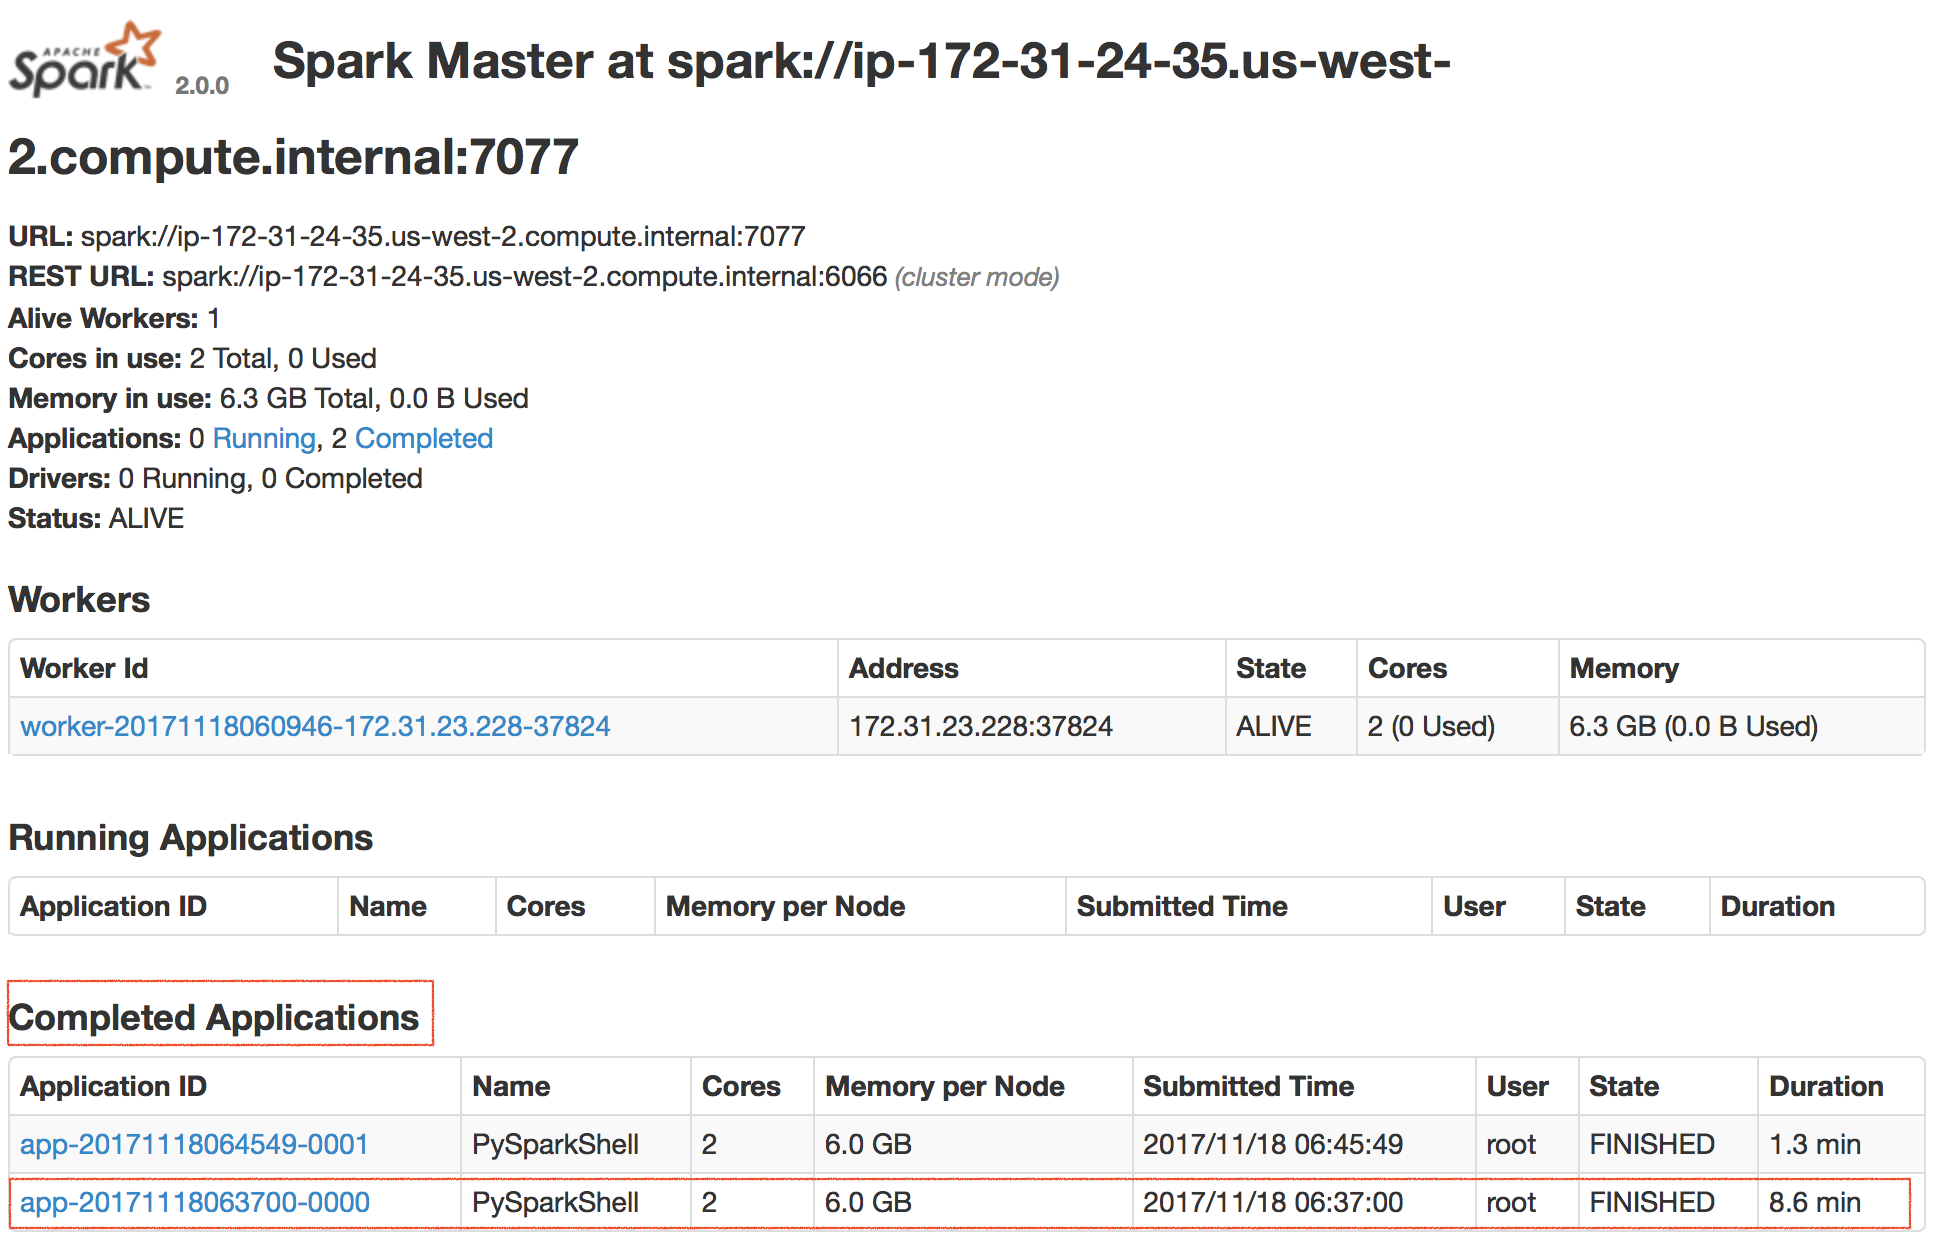 APACHE
Spark 2.0.0 Spark Master at spark://ip-172-31-24-35.us-west-
2.compute.internal:7077
URL: spark://ip-172-31-24-35.us-west-2.compute.internal:7077
REST URL: spark://ip-172-31-24-35.us-west-2.compute.internal:6066 (cluster mode)
Alive Workers: 1
Cores in use: 2 Total, 0 Used
Memory in use: 6.3 GB Total, 0.0 B Used
Applications: 0 Running, 2 Completed
Drivers: 0 Running, 0 Completed
Status: ALIVE
Workers
Worker Id Address State Cores Memory
worker-20171118060946-172.31.23.228-37824 172.31.23.228:37824 ALIVE 2 (0 Used) 6.3 GB (0.0 B Used)
Running Applications
Application ID Name Cores Memory per Node Submitted Time User State Duration
Completed Applications
Application ID Name Cores Memory per Node Submitted Time User State Duration
app-20171118064549-0001 PySparkShell 2 6.0 GB 2017/11/18 06:45:49 root FINISHED 1.3 min
app-20171118063700-0000 PySparkShell 2 6.0 GB 2017/11/18 06:37:00 root FINISHED 8.6 min